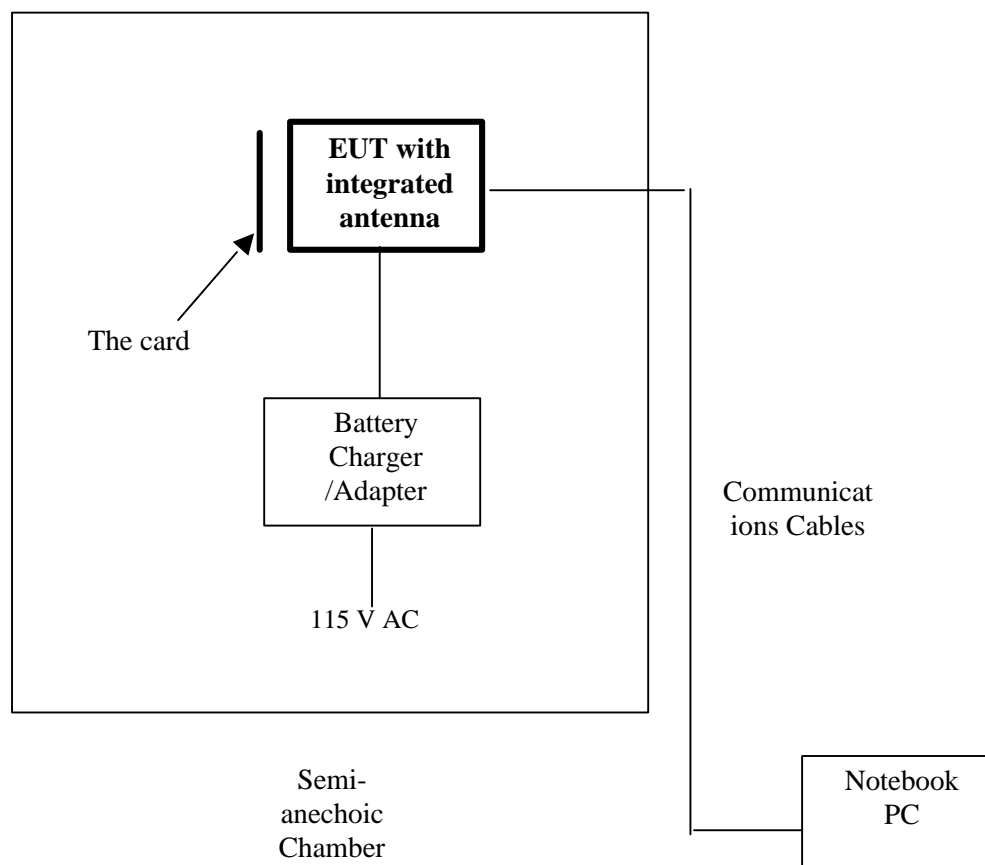 EUT with
integrated
antenna
The card
Battery
Charger
/Adapter
115 V AC
Communicat
ions Cables
Semi-
anechoic
Chamber
Notebook
PC